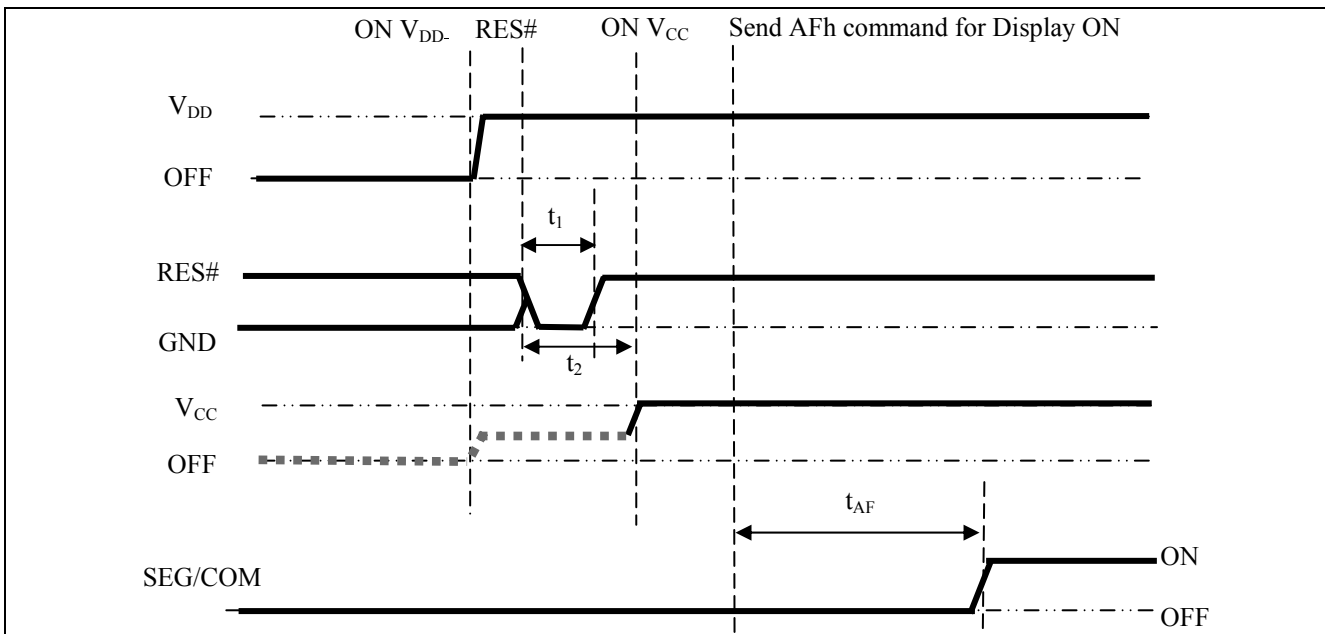 ON VDD- RES# ON VCC Send AFh command for Display ON
VDD
OFF
t1
RES#
GND
t2
VCC
OFF
tAF
SEG/COM
ON
OFF